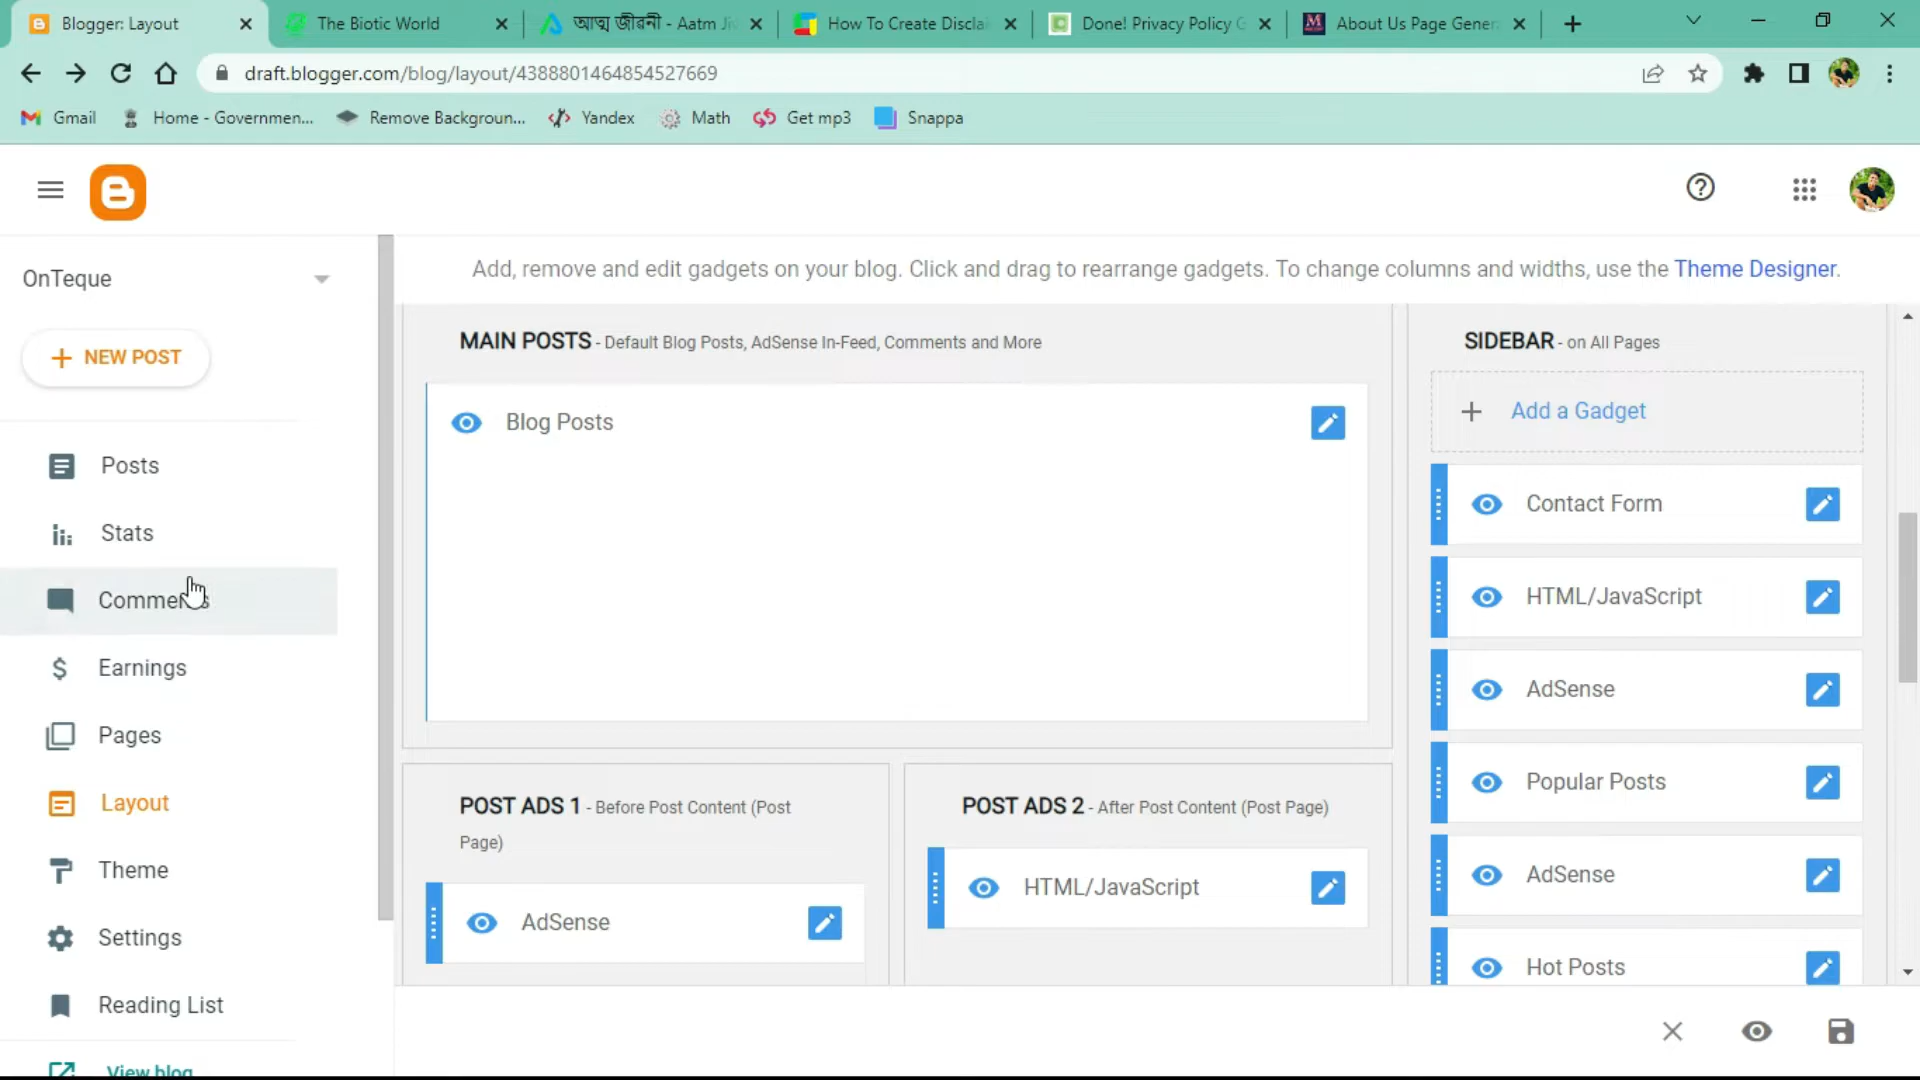 Blogger: Layout
The Biotic World
আত্ম জীৱনী - Aatm Ji
How To Create Disclai
Done! Privacy Policy G
About Us Page Gener
draft.blogger.com/blog/layout/4388801464854527669
Gmail
Home - Governmen...
Remove Backgroun...
Yandex
Math
Get mp3
Snappa
OnTeque
Add, remove and edit gadgets on your blog. Click and drag to rearrange gadgets. To change columns and widths, use the Theme Designer.
NEW POST
Posts
Stats
Comments
Earnings
Pages
Layout
Theme
Settings
Reading List
View blog
MAIN POSTS - Default Blog Posts, AdSense In-Feed, Comments and More
Blog Posts
POST ADS 1 - Before Post Content (Post
Page)
AdSense
POST ADS 2 - After Post Content (Post Page)
HTML/JavaScript
SIDEBAR - on All Pages
Add a Gadget
Contact Form
HTML/JavaScript
AdSense
Popular Posts
AdSense
Hot Posts